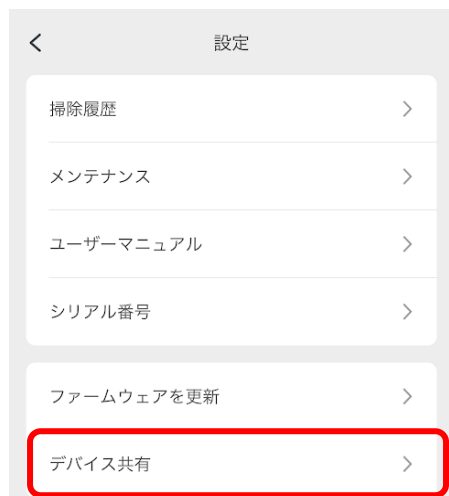 設定
掃除履歴
メンテナンス
ユーザーマニュアル
シリアル番号
ファームウェアを更新
デバイス共有